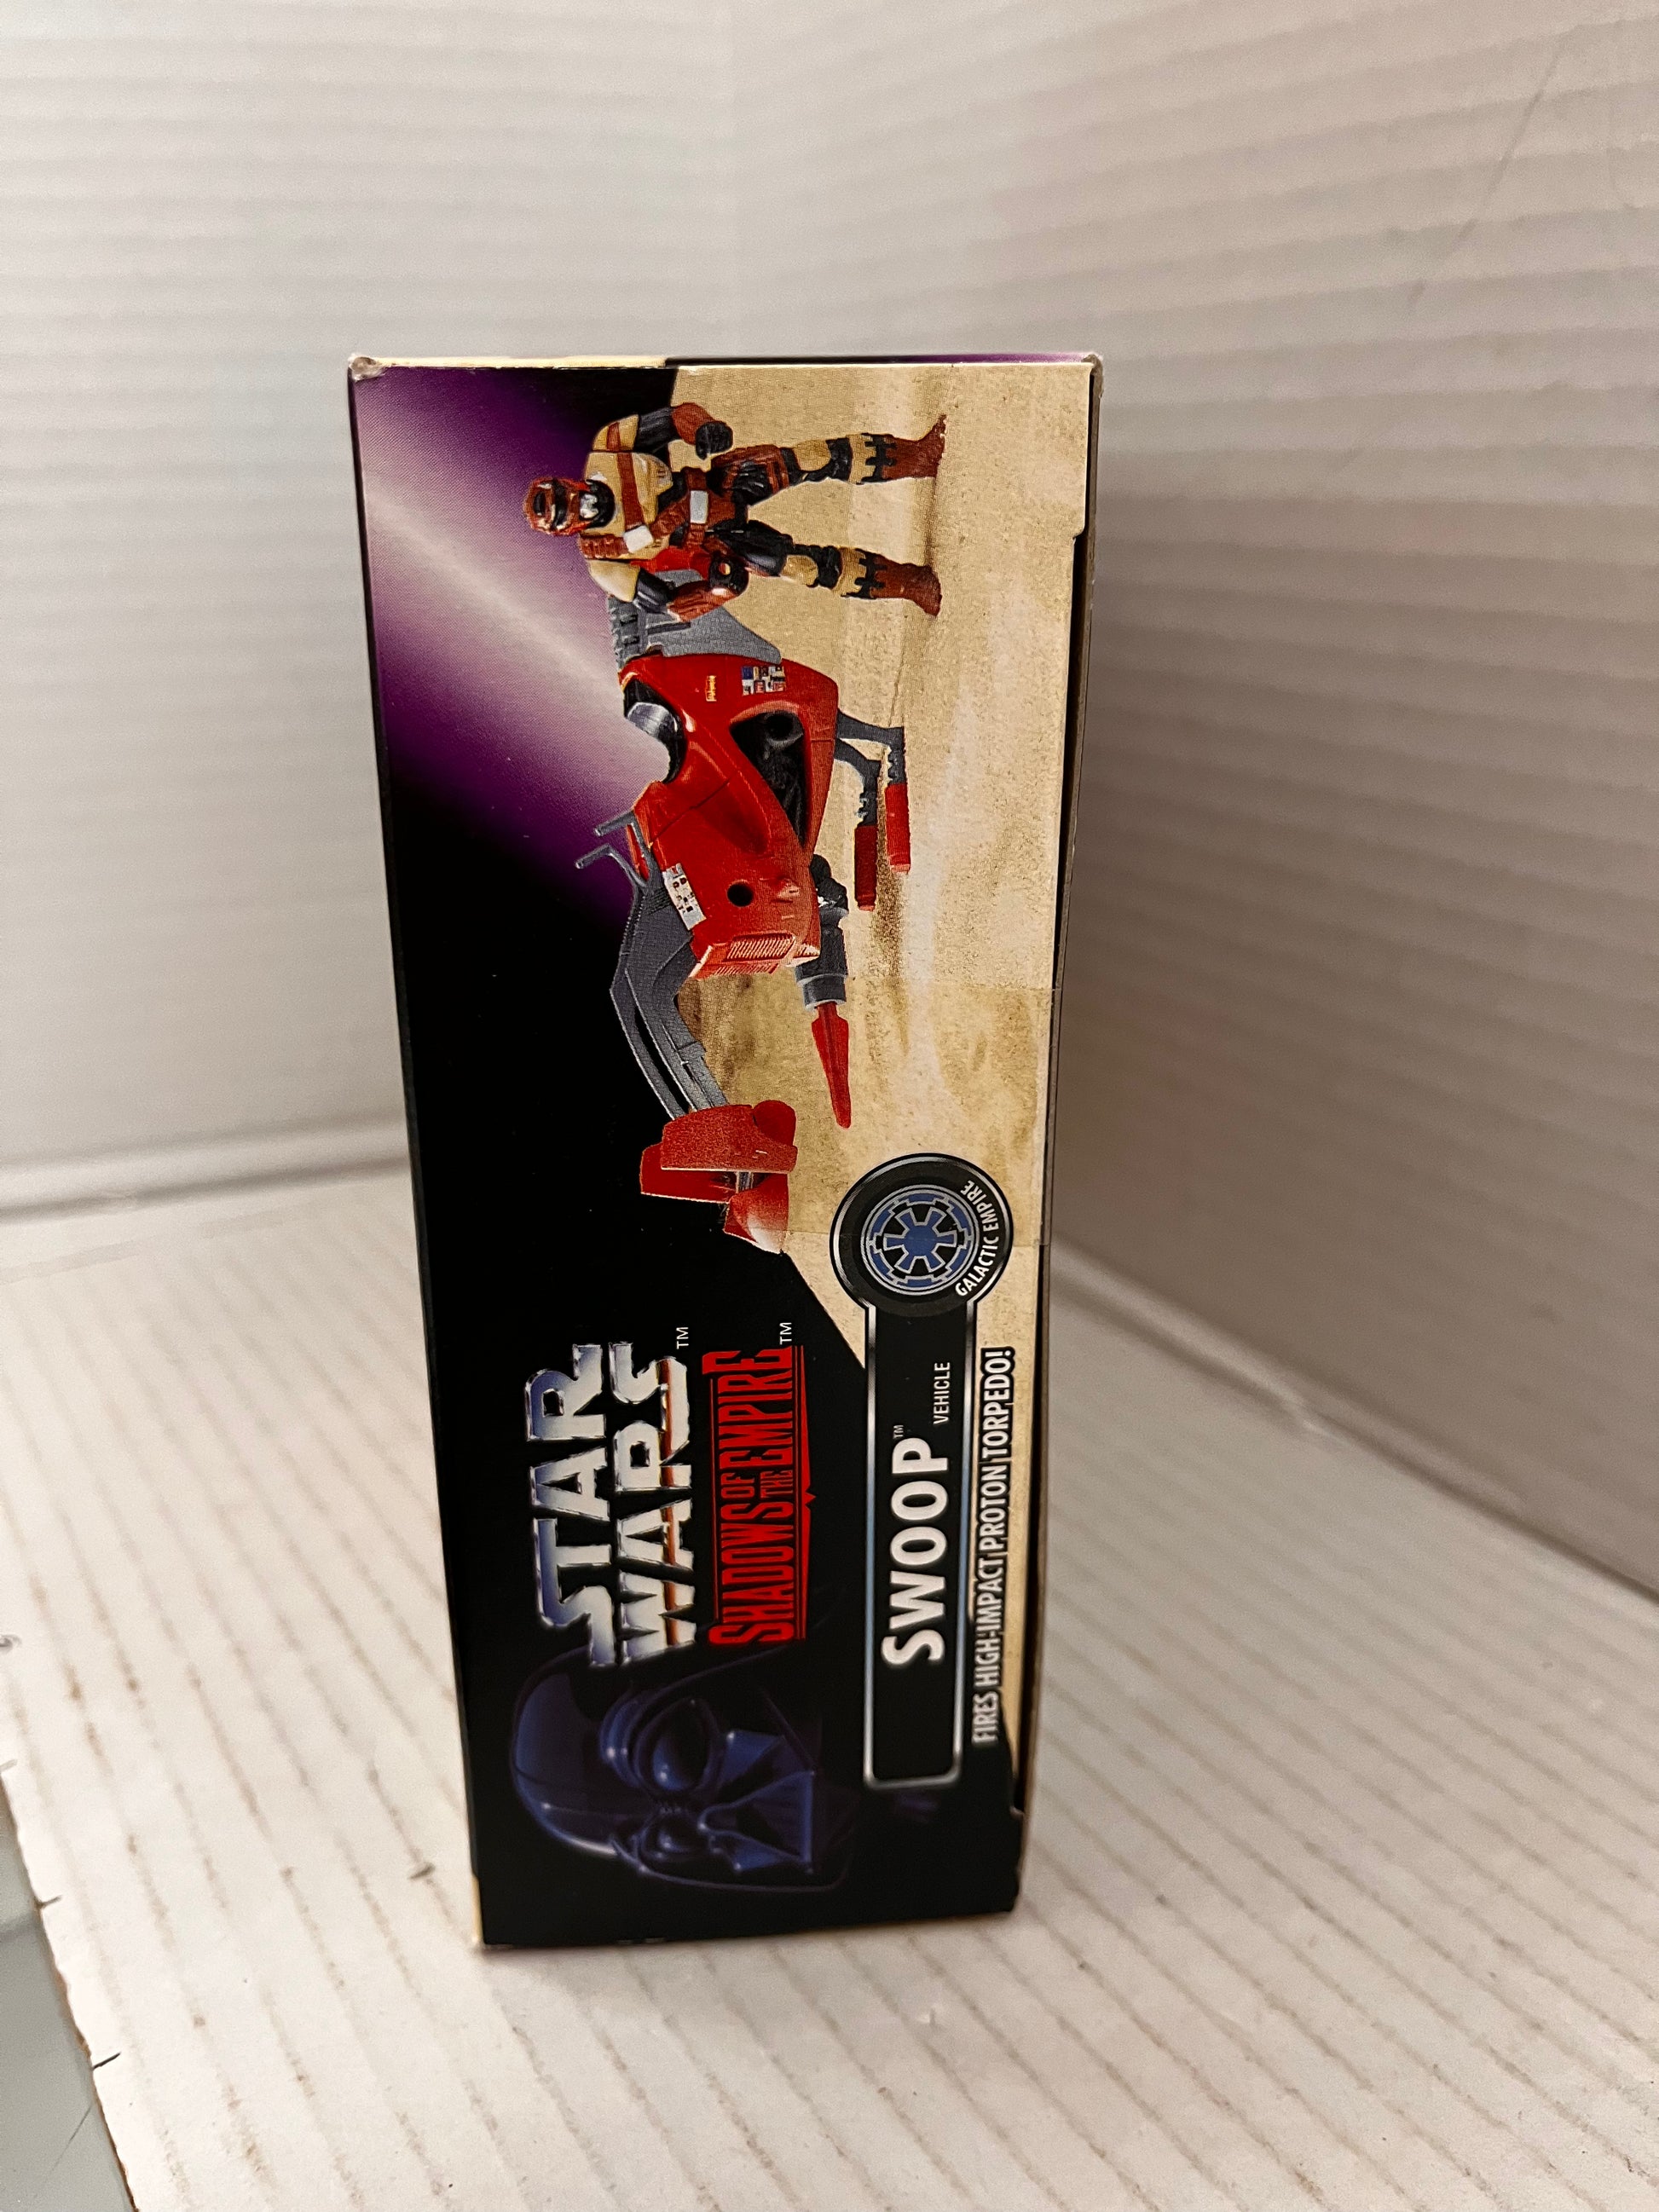 STAR
WARS™
SHADOWS OF THE EMPIRE™
GALACTIC EMPIRE
SWOOP™ VEHICLE
FIRES HIGH-IMPACT PROTON TORPEDO!